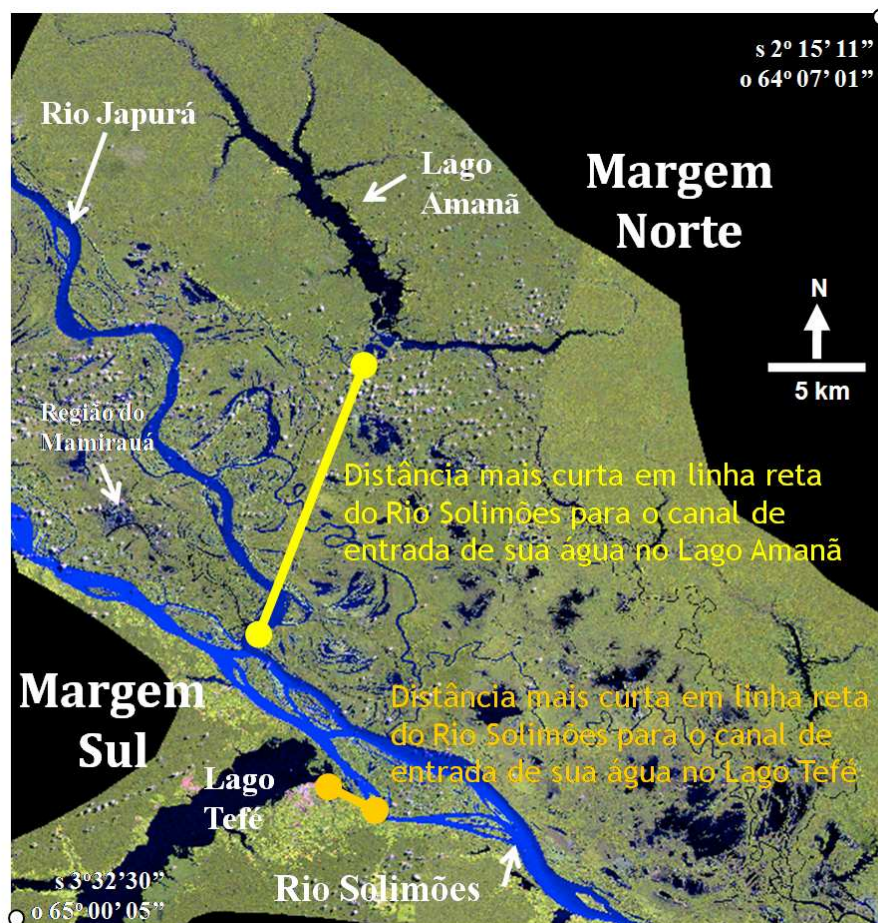 s 2º 15’ 11”
o 64º 07’ 01”
Rio Japurá
Lago
Amanã
Margem
Norte
N
5 km
Região do
Mamirauá
Distância mais curta em linha reta
do Rio Solimões para o canal de
entrada de sua água no Lago Amanã
Margem
Sul
Distância mais curta em linha reta
do Rio Solimões para o canal de
entrada de sua água no Lago Tefé
Lago
Tefé
s 3º 32’ 30”
o 65º 00’ 05”
Rio Solimões